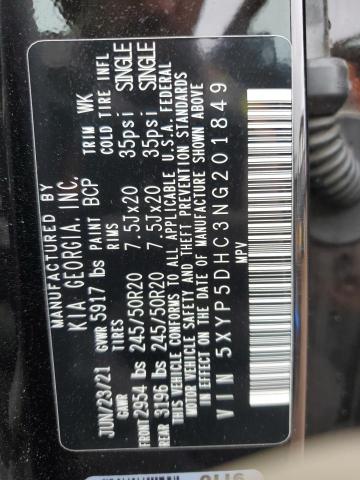 MANUFACTURED BY
KIA GEORGIA, INC.
JUN/23/21 GVWR 5917 lbs PAINT BCP TRIM WK
GAWR TIRES RIMS COLD TIRE INFL
FRONT 2954 lbs 245/50R20 7.5Jx20 35psi SINGLE
REAR 3196 lbs 245/50R20 7.5Jx20 35psi SINGLE
THIS VEHICLE CONFORMS TO ALL APPLICABLE U.S.A. FEDERAL
MOTOR VEHICLE SAFETY AND THEFT PREVENTION STANDARDS
IN EFFECT ON THE DATE OF MANUFACTURE SHOWN ABOVE
VIN 5XYP5DHC3NG201849
MPV